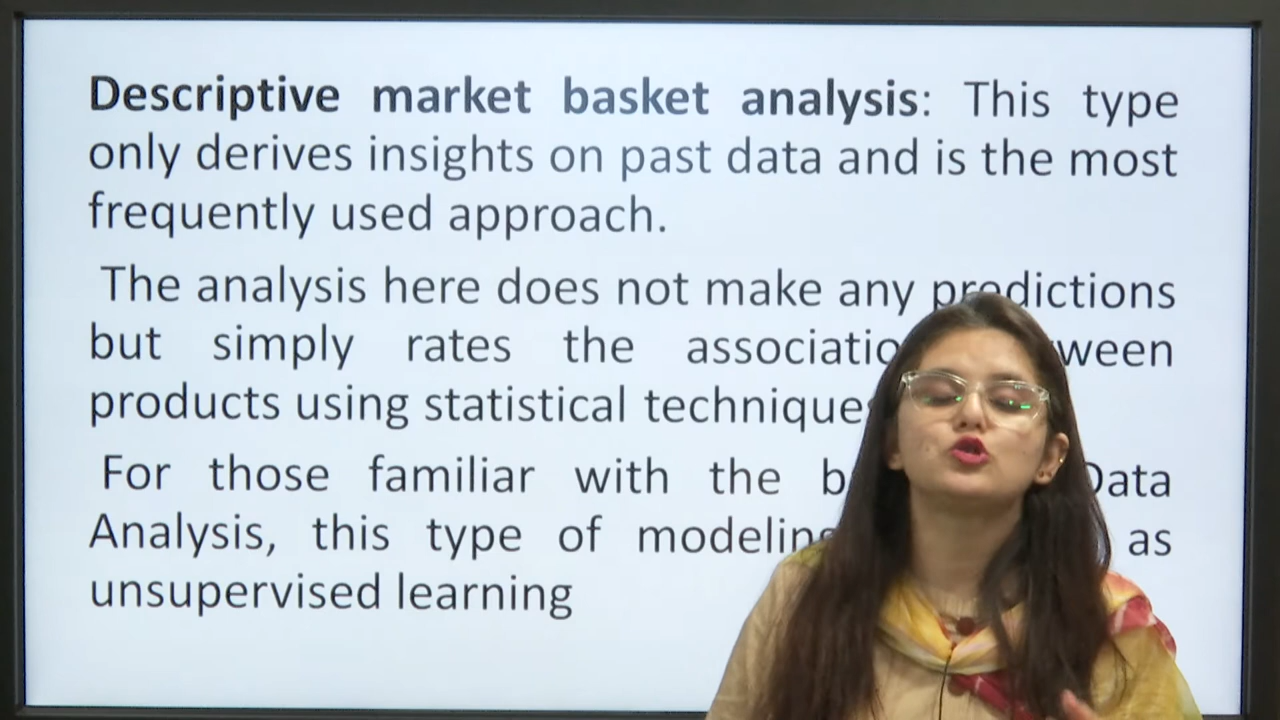 Descriptive market basket analysis: This type
only derives insights on past data and is the most
frequently used approach.
The analysis here does not make any predictions
but simply rates the between
products using statistical
For those familiar with the Data
Analysis, this type of modeling as
unsupervised learning